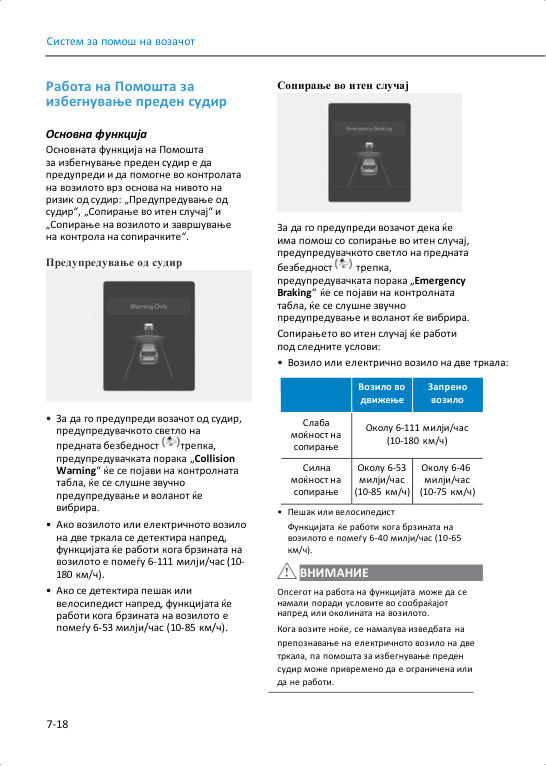 Систем за помош на возачот
Работа на Помошта за
избегнување преден судир
Основна функција
Основната функција на Помошта
за избегнување преден судир е да
предупреди и да помогне во контролата
на возилото врз основа на нивото на
ризик од судир: „Предупредување од
судир“, „Сопирање во итен случај“ и
„Сопирање на возилото и завршување
на контрола на сопирачките“.
Предупредување од судир
Warning Only
• За да го предупреди возачот од судир,
предупредувачкото светло на
предната безбедност трепка,
предупредувачката порака „Collision
Warning“ ќе се појави на контролната
табла, ќе се слушне звучно
предупредување и воланот ќе
вибрира.
• Ако возилото или електричното возило
на две тркала се детектира напред,
функцијата ќе работи кога брзината на
возилото е помеѓу 6-111 милји/час (10-
180 км/ч).
• Ако се детектира пешак или
велосипедист напред, функцијата ќе
работи кога брзината на возилото е
помеѓу 6-53 милји/час (10-85 км/ч).
Сопирање во итен случај
Emergency Braking
За да го предупреди возачот дека ќе
има помош со сопирање во итен случај,
предупредувачкото светло на предната
безбедност трепка,
предупредувачката порака „Emergency
Braking“ ќе се појави на контролната
табла, ќе се слушне звучно
предупредување и воланот ќе вибрира.
Сопирањето во итен случај ќе работи
под следните услови:
• Возило или електрично возило на две тркала:
Возило во Запрено
движење возило
Слаба
моќност на
сопирање
Околу 6-111 милји/час
(10-180 км/ч)
Силна
моќност на
сопирање
Околу 6-53
милји/час
(10-85 км/ч)
Околу 6-46
милји/час
(10-75 км/ч)
• Пешак или велосипедист
Функцијата ќе работи кога брзината на
возилото е помеѓу 6-40 милји/час (10-65
км/ч).
ВНИМАНИЕ
Опсегот на работа на функцијата може да се
намали поради условите во сообраќајот
напред или околината на возилото.
Кога возите ноќе, се намалува изведбата на
препознавање на електричното возило на две
тркала, па помошта за избегнување преден
судир може привремено да е ограничена или
да не работи.
7-18